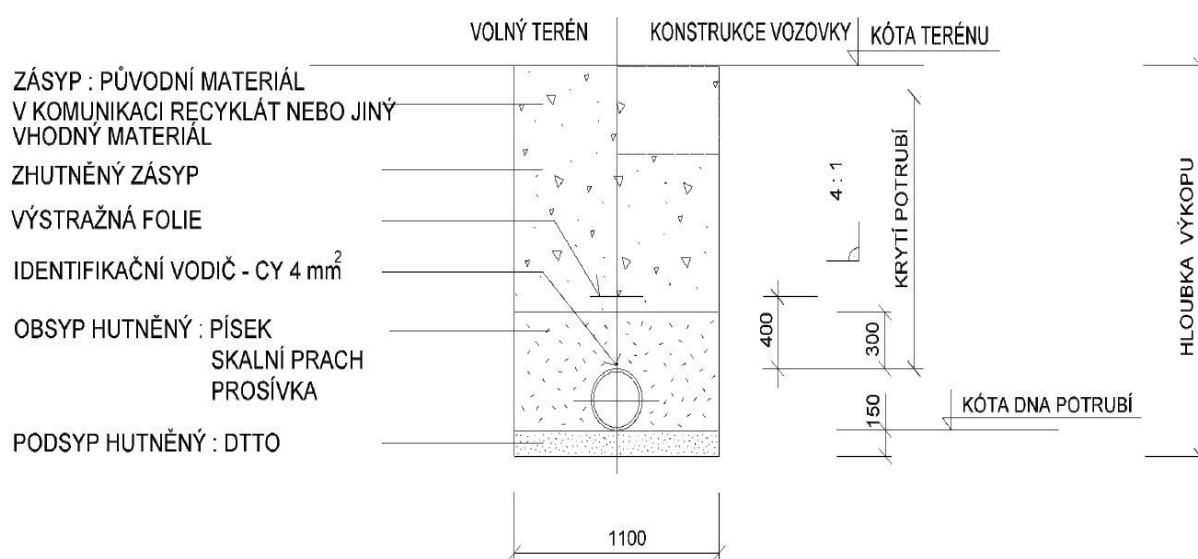 VOLNÝ TERÉN
KONSTRUKCE VOZOVKY
KÓTA TERÉNU
ZÁSYP : PŮVODNÍ MATERIÁL
V KOMUNIKACI RECYKLÁT NEBO JINÝ
VHODNÝ MATERIÁL
ZHUTNĚNÝ ZÁSYP
VÝSTRAŽNÁ FOLIE
IDENTIFIKAČNÍ VODIČ - CY 4 mm²
OBSYP HUTNĚNÝ : PÍSEK
SKALNÍ PRACH
PROSÍVKA
PODSYP HUTNĚNÝ : DTTO
4 : 1
KRYTÍ POTRUBÍ
HLOUBKA VÝKOPU
400
300
150
KÓTA DNA POTRUBÍ
1100